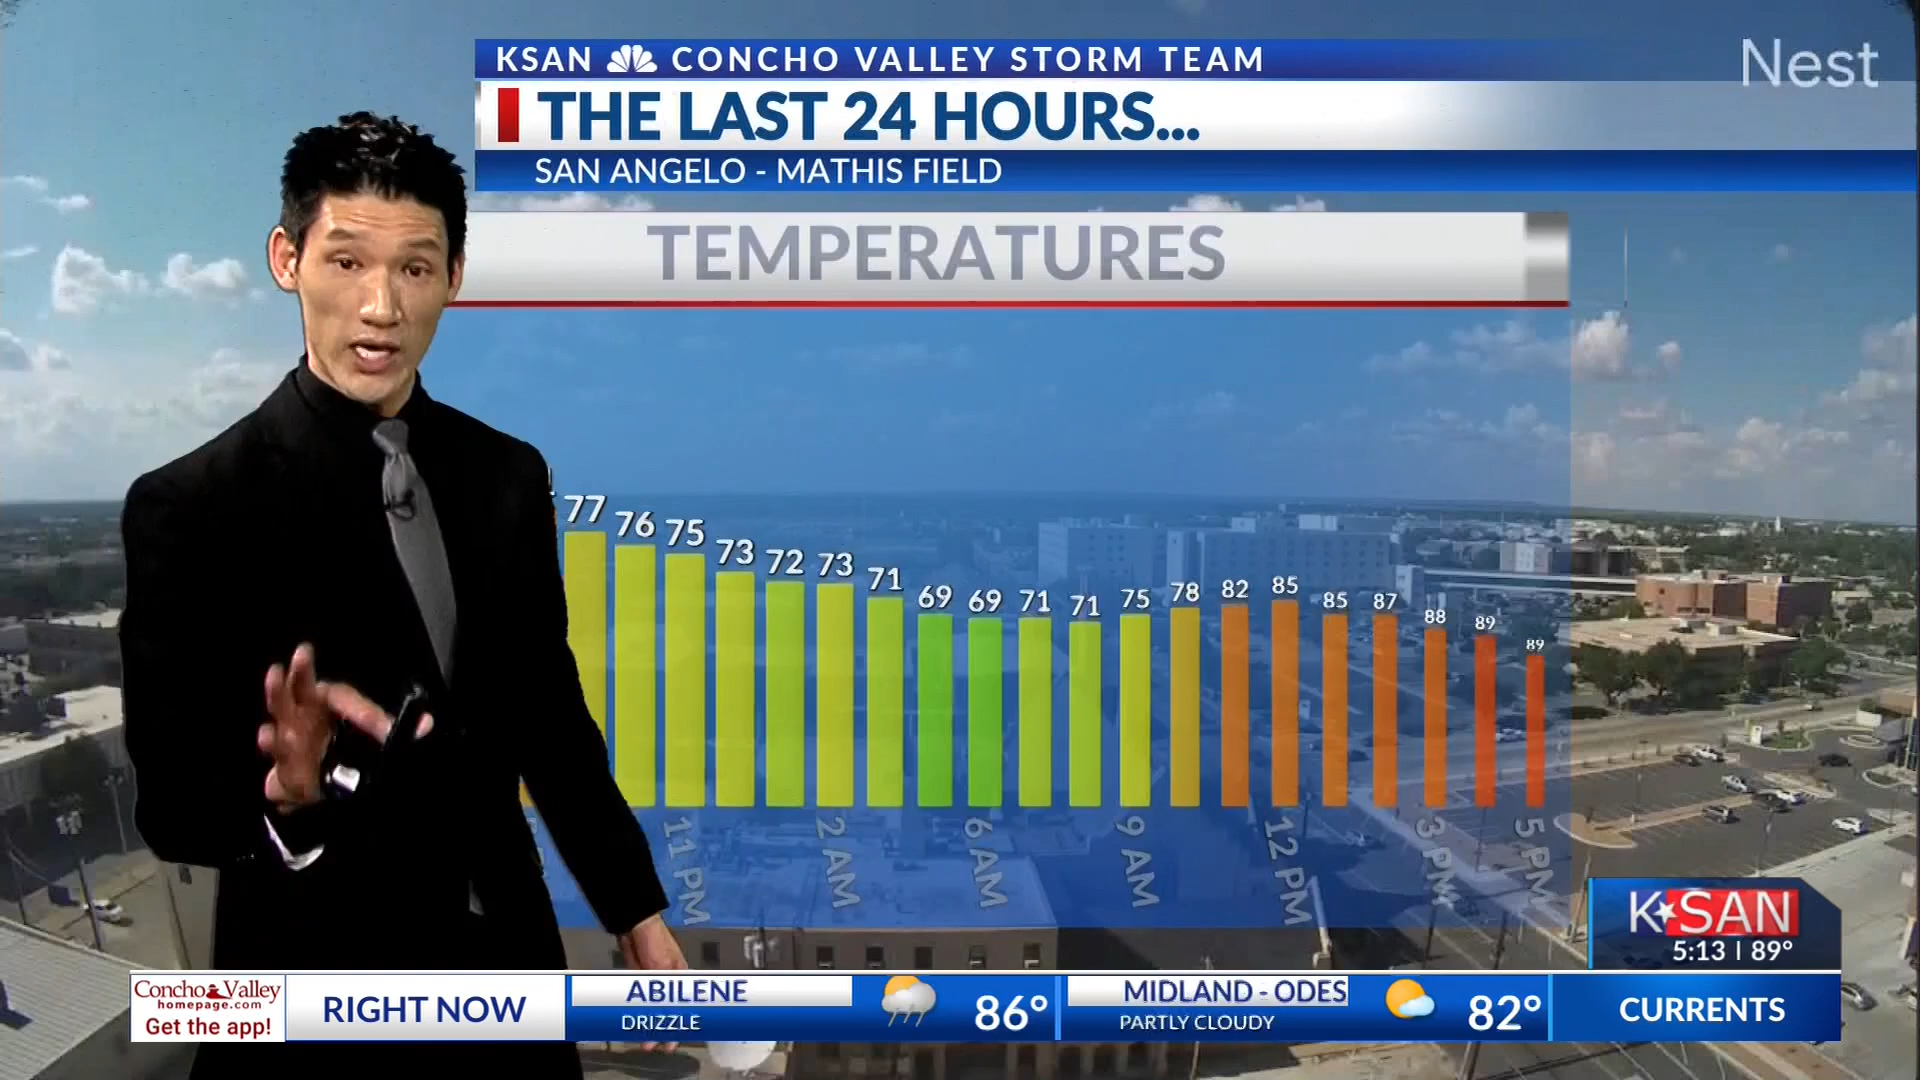 KSAN CONCHO VALLEY STORM TEAM
THE LAST 24 HOURS...
SAN ANGELO - MATHIS FIELD
Nest
TEMPERATURES
77 76 75 73 72 73 71 69 69 71 71 75 78 82 85 85 87 88 89 89
11 PM 2 AM 6 AM 9 AM 12 PM 3 PM 5 PM
K SAN
5:13 | 89°
Concho Valley
homepage.com
Get the app!
RIGHT NOW
ABILENE
DRIZZLE
86°
MIDLAND - ODES
PARTLY CLOUDY
82°
CURRENTS